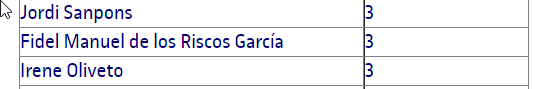 Jordi Sanpons 3
Fidel Manuel de los Riscos García 3
Irene Oliveto 3